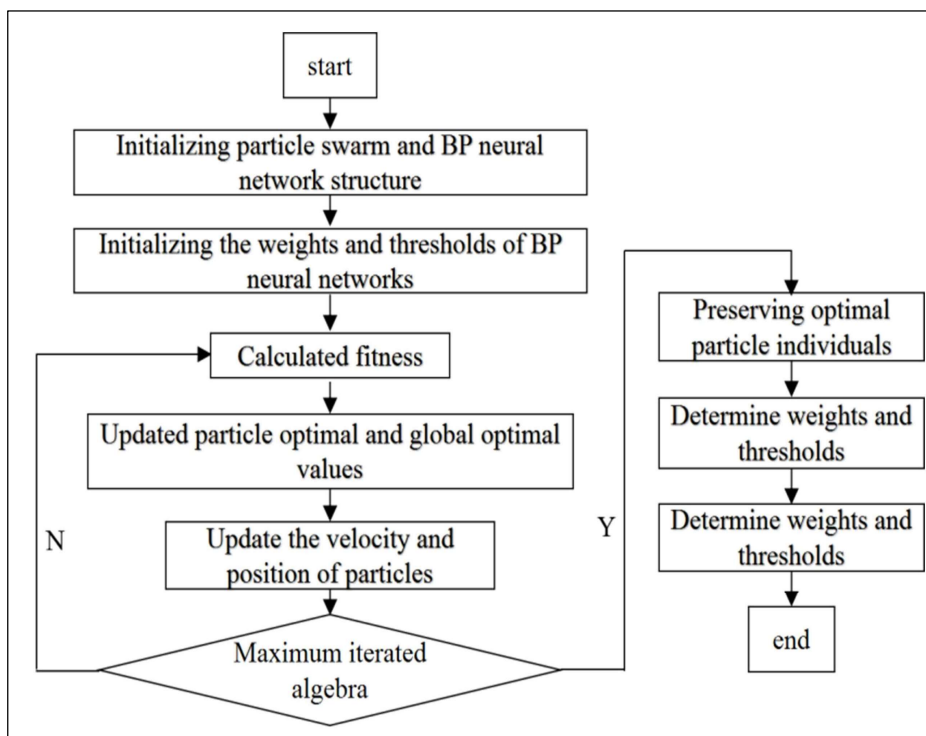 start
Initializing particle swarm and BP neural
network structure
Initializing the weights and thresholds of BP
neural networks
Calculated fitness
Updated particle optimal and global optimal
values
Update the velocity and
position of particles
Maximum iterated
algebra
N
Y
Preserving optimal
particle individuals
Determine weights and
thresholds
Determine weights and
thresholds
end